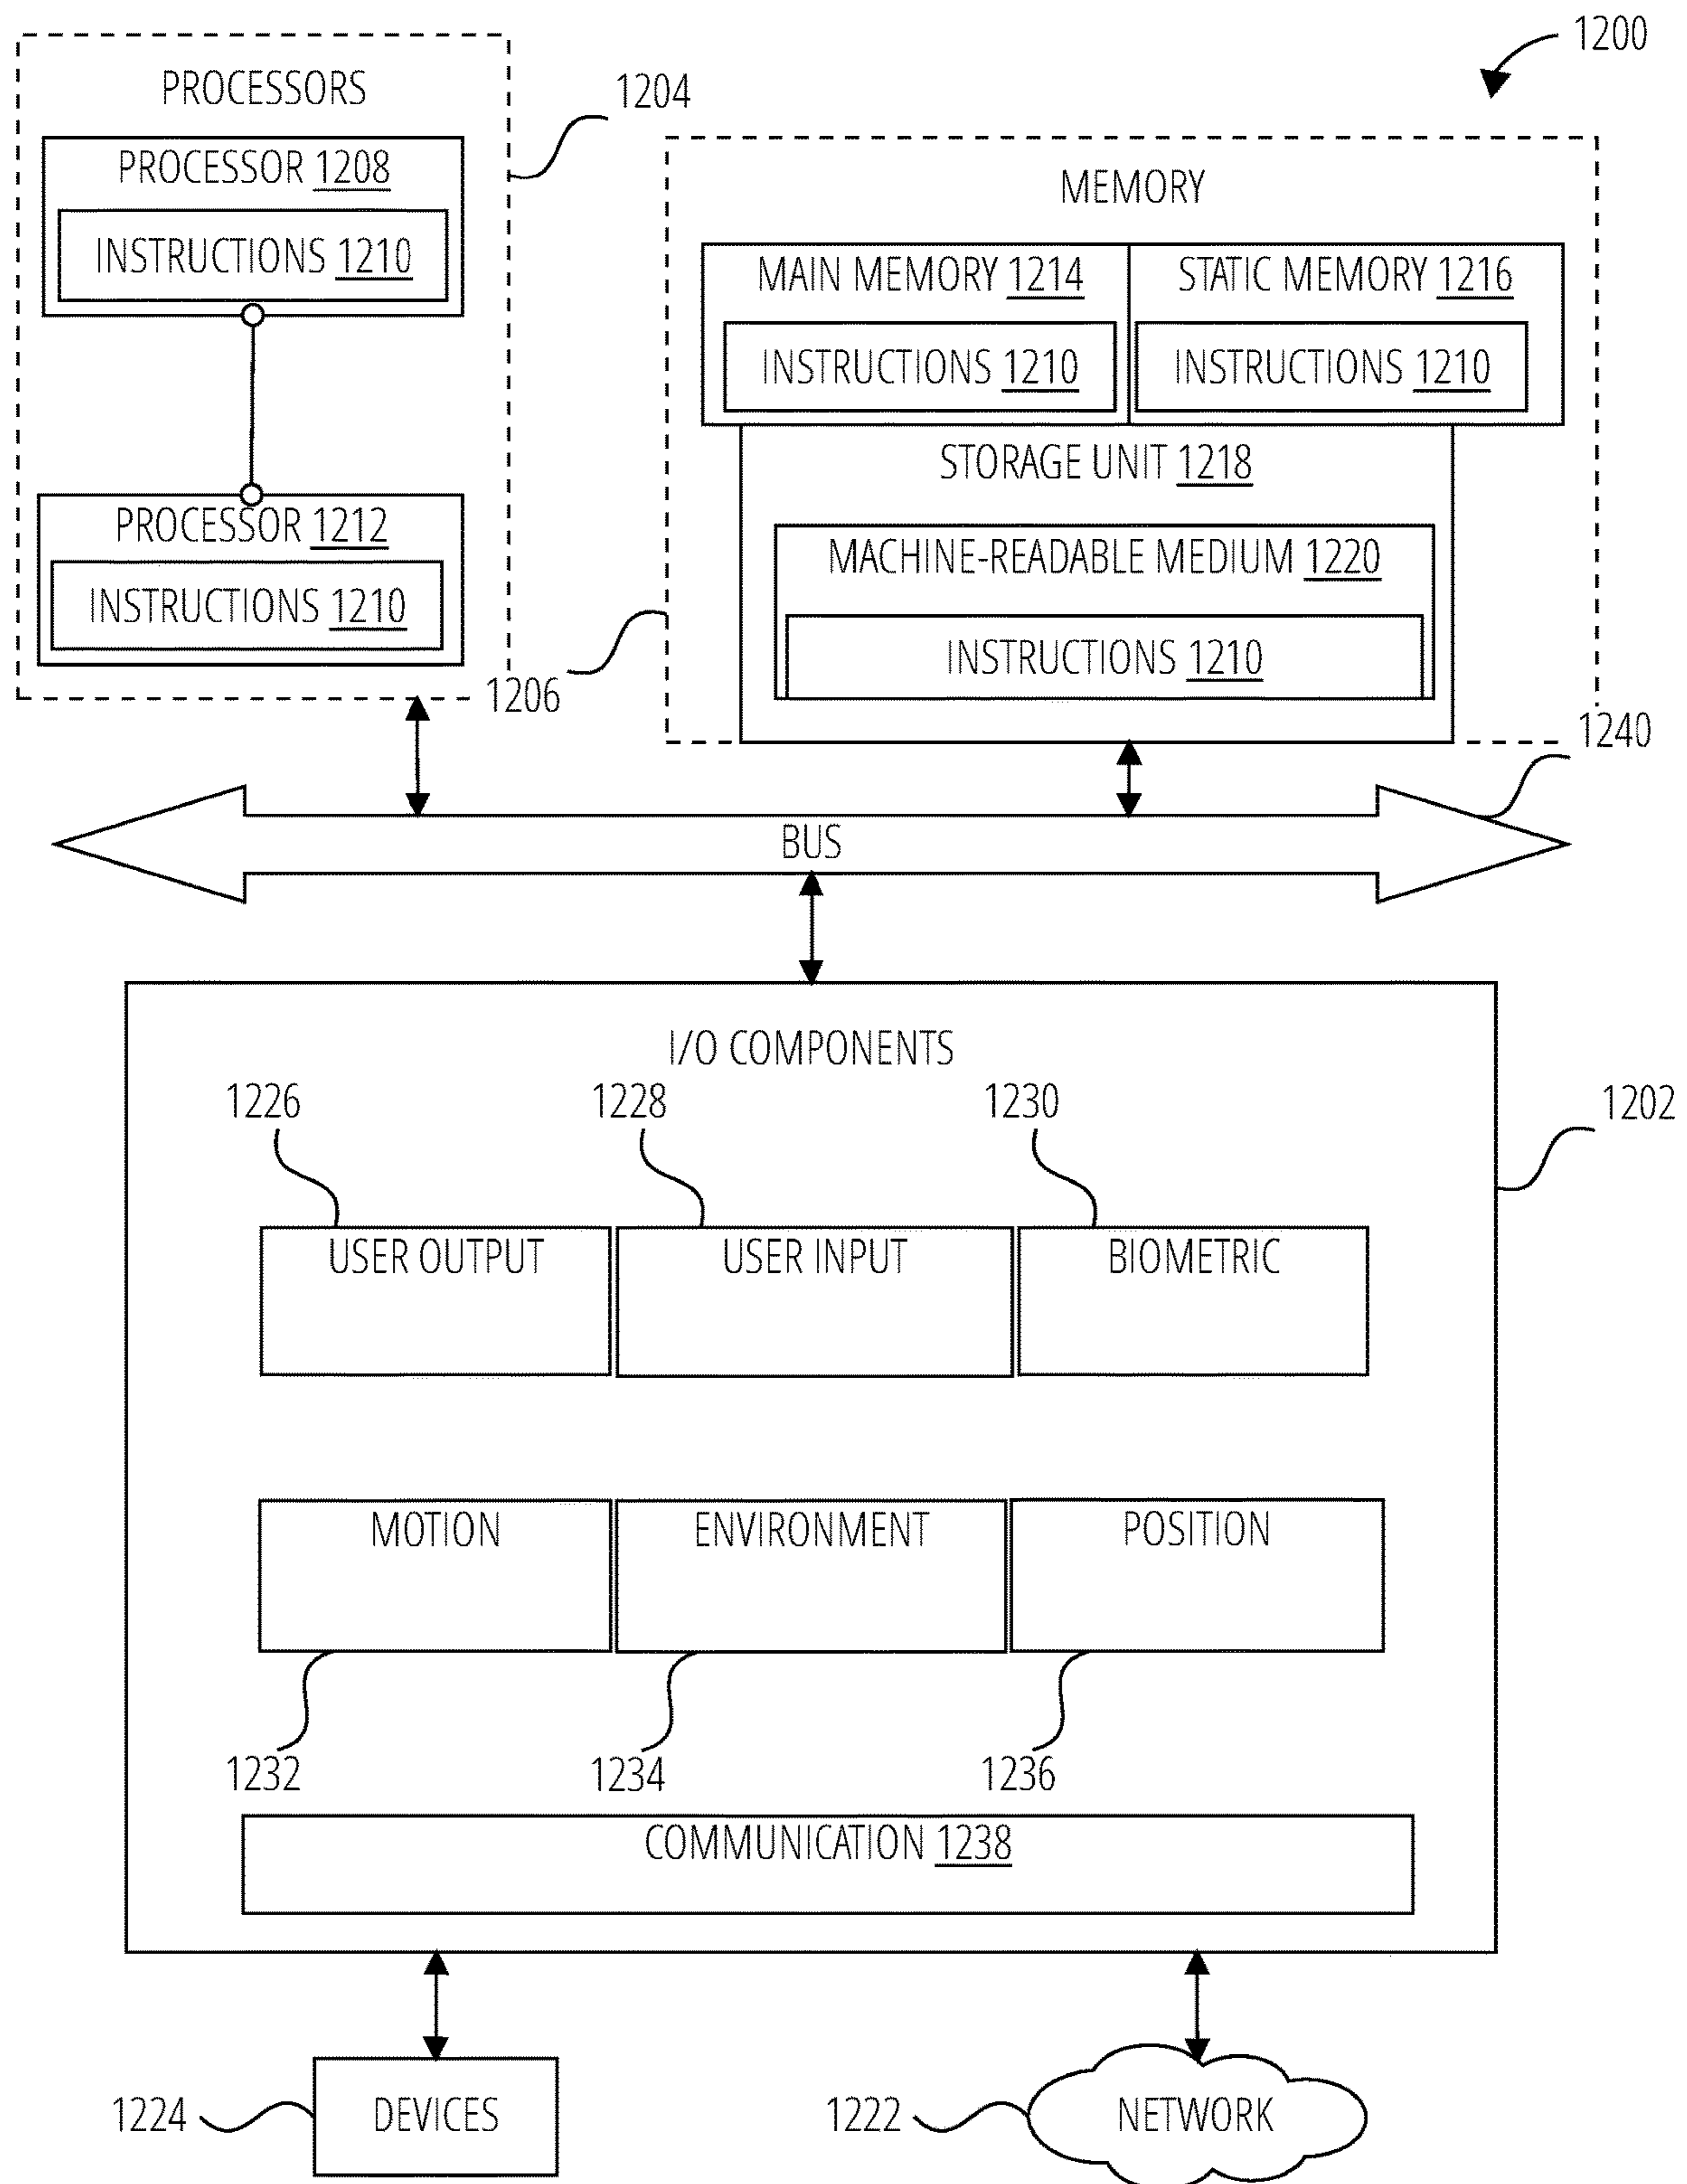 1200
PROCESSORS
1204
PROCESSOR 1208
INSTRUCTIONS 1210
PROCESSOR 1212
INSTRUCTIONS 1210
MEMORY
MAIN MEMORY 1214
STATIC MEMORY 1216
INSTRUCTIONS 1210
INSTRUCTIONS 1210
STORAGE UNIT 1218
MACHINE-READABLE MEDIUM 1220
INSTRUCTIONS 1210
1206
1240
BUS
I/O COMPONENTS
1226
1228
1230
1202
USER OUTPUT
USER INPUT
BIOMETRIC
MOTION
ENVIRONMENT
POSITION
1232
1234
1236
COMMUNICATION 1238
1224
DEVICES
1222
NETWORK